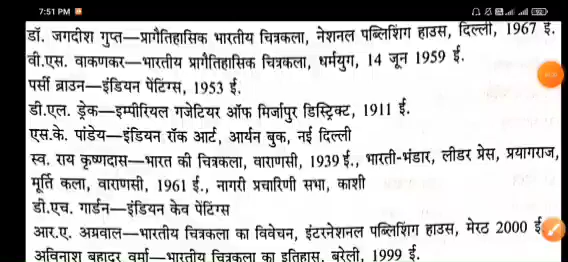 7:51 PM
डॉ. जगदीश गुप्त—प्रागैतिहासिक भारतीय चित्रकला, नेशनल पब्लिशिंग हाउस, दिल्ली, 1967 ई.
वी.एस. वाकणकर—भारतीय प्रागैतिहासिक चित्रकला, धर्मयुग, 14 जून 1959 ई.
पर्सी ब्राउन—इंडियन पेंटिंग्स, 1953 ई.
डी.एल. ड्रेक—इम्पीरियल गजेटियर ऑफ मिर्जापुर डिस्ट्रिक्ट, 1911 ई.
एस.के. पांडेय—इंडियन रॉक आर्ट, आर्यन बुक, नई दिल्ली
स्व. राय कृष्णदास—भारत की चित्रकला, वाराणसी, 1939 ई., भारती-भंडार, लीडर प्रेस, प्रयागराज,
मूर्ति कला, वाराणसी, 1961 ई., नागरी प्रचारिणी सभा, काशी
डी.एच. गार्डन—इंडियन केव पेंटिंग्स
आर.ए. अग्रवाल—भारतीय चित्रकला का विवेचन, इंटरनेशनल पब्लिशिंग हाउस, मेरठ 2000 ई
अविनाश बहादुर वर्मा—भारतीय चित्रकला का इतिहास, बरेली, 1999 ई.